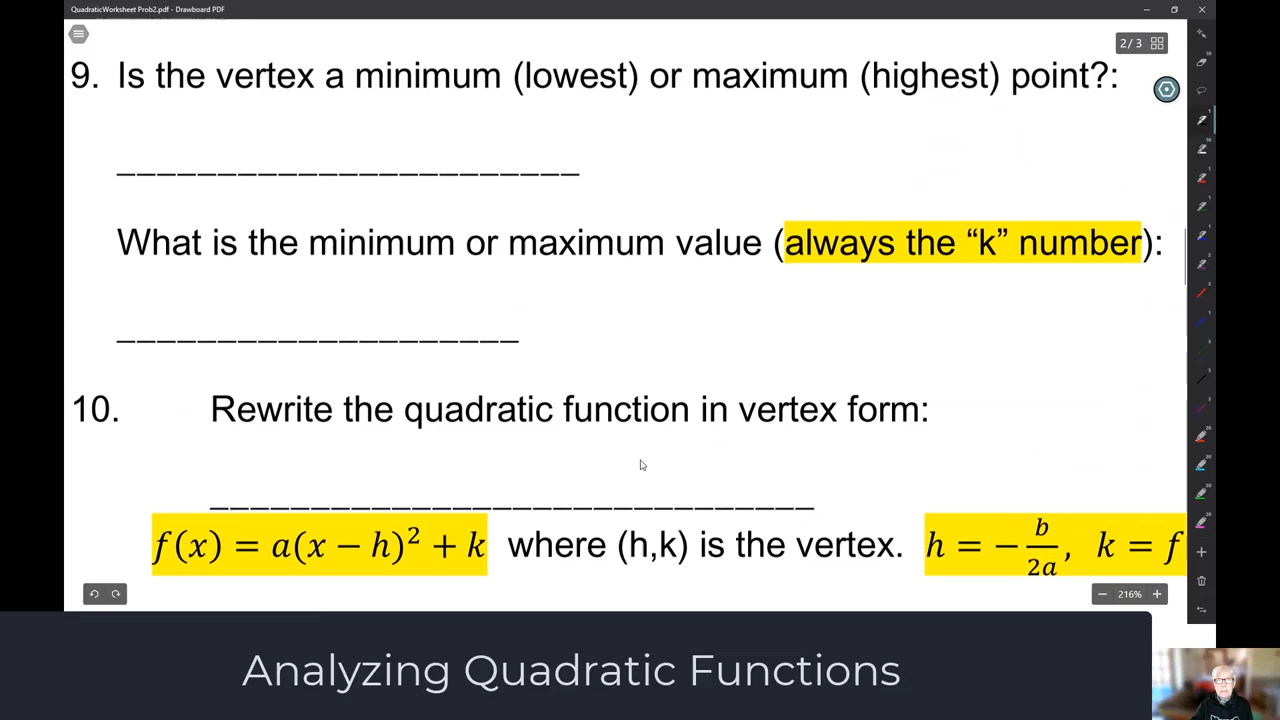 QuadraticWorksheet Prob2.pdf - Drawboard PDF
2/3
9. Is the vertex a minimum (lowest) or maximum (highest) point?:
_______________________
What is the minimum or maximum value (always the “k” number):
____________________
10. Rewrite the quadratic function in vertex form:
______________________________
f(x) = a(x − h)² + k where (h,k) is the vertex. h = −b/2a, k = f
216%
Analyzing Quadratic Functions